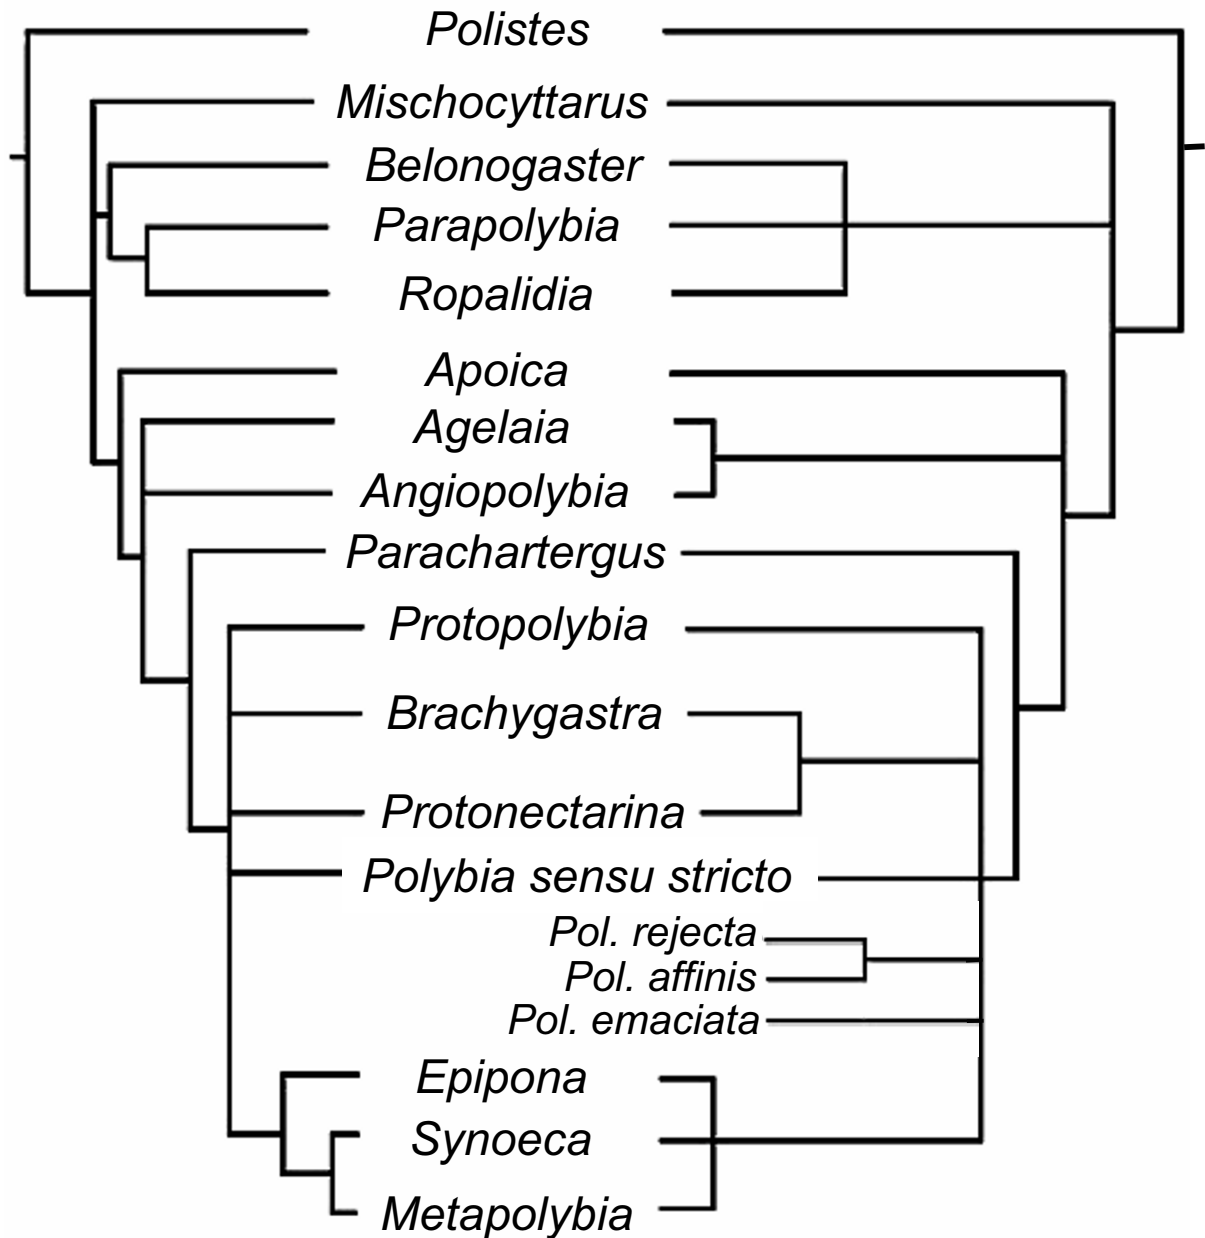 Polistes
Mischocyttarus
Belonogaster
Parapolybia
Ropalidia
Apoica
Agelaia
Angiopolybia
Parachartergus
Protopolybia
Brachygastra
Protonectarina
Polybia sensu stricto
Pol. rejecta
Pol. affinis
Pol. emaciata
Epipona
Synoeca
Metapolybia